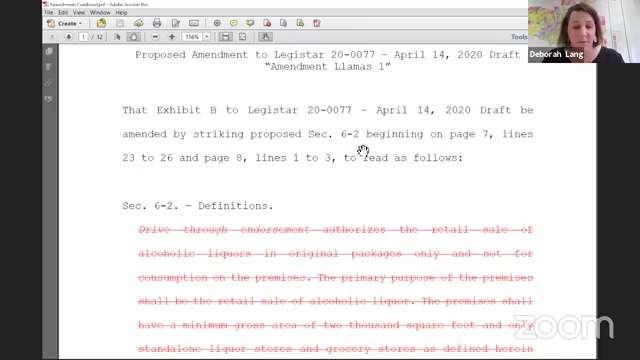 Amendments Combined.pdf - Adobe Acrobat Pro
File Edit View Window Help
Create
1 / 12
156%
Tools
Deborah Lang
Proposed Amendment to Legistar 20-0077 – April 14, 2020 Draft
"Amendment Llamas 1"
That Exhibit B to Legistar 20-0077 – April 14, 2020 Draft be
amended by striking proposed Sec. 6-2 beginning on page 7, lines
23 to 26 and page 8, lines 1 to 3, to read as follows:
Sec. 6-2. – Definitions.
Drive through endorsement authorizes the retail sale of
alcoholic liquors in original packages only and not for
consumption on the premises. The primary purpose of the premises
shall be the retail sale of alcoholic liquor. The premises shall
have a minimum gross area of two thousand square feet and only
standalone liquor stores and grocery stores as defined herein
zoom